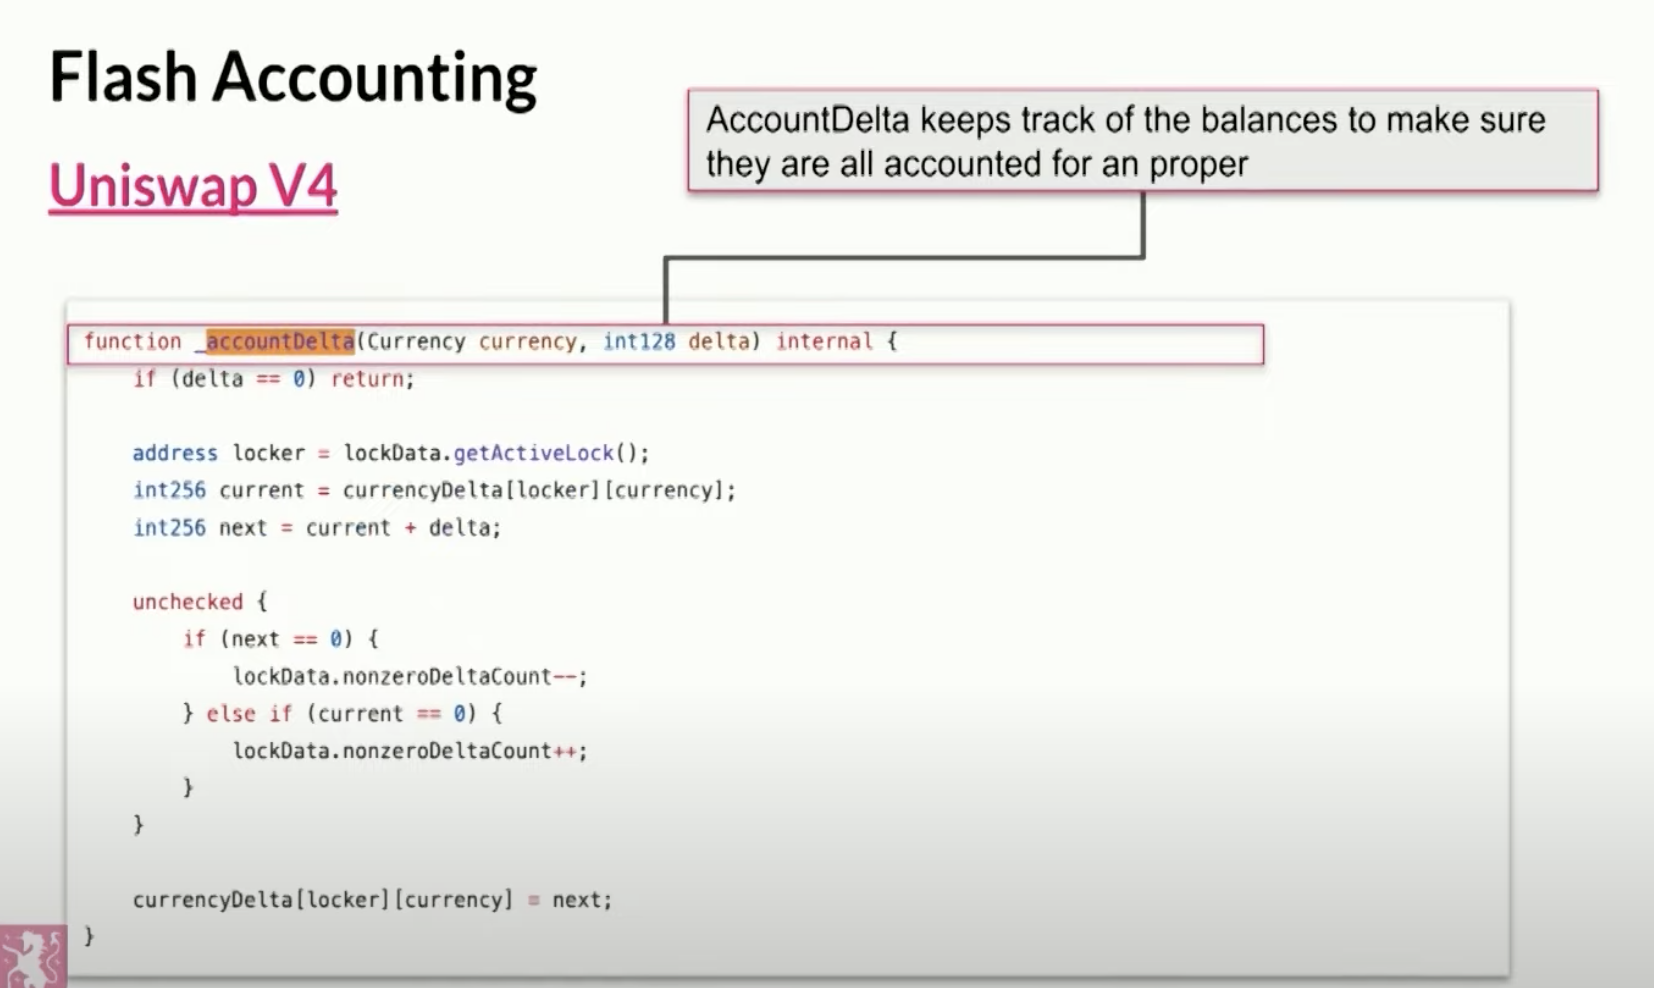 Flash Accounting
Uniswap V4
AccountDelta keeps track of the balances to make sure
they are all accounted for an proper
function _accountDelta(Currency currency, int128 delta) internal {
if (delta == 0) return;
address locker = lockData.getActiveLock();
int256 current = currencyDelta[locker][currency];
int256 next = current + delta;
unchecked {
if (next == 0) {
lockData.nonzeroDeltaCount--;
} else if (current == 0) {
lockData.nonzeroDeltaCount++;
}
}
currencyDelta[locker][currency] = next;
}